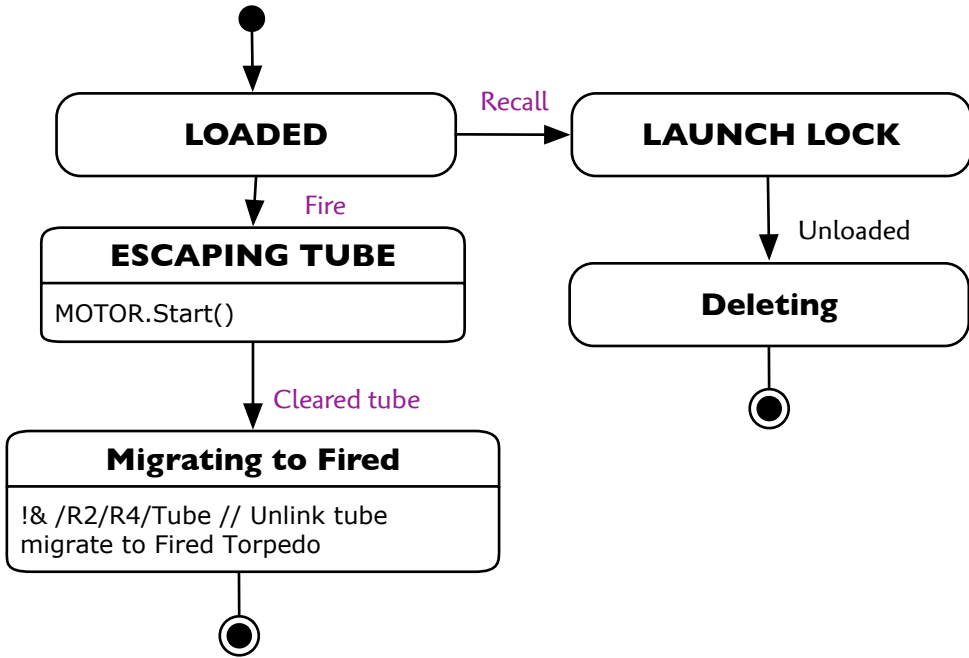 LOADED
Recall
LAUNCH LOCK
Fire
Unloaded
ESCAPING TUBE
MOTOR.Start()
Deleting
Cleared tube
Migrating to Fired
!& /R2/R4/Tube // Unlink tube
migrate to Fired Torpedo